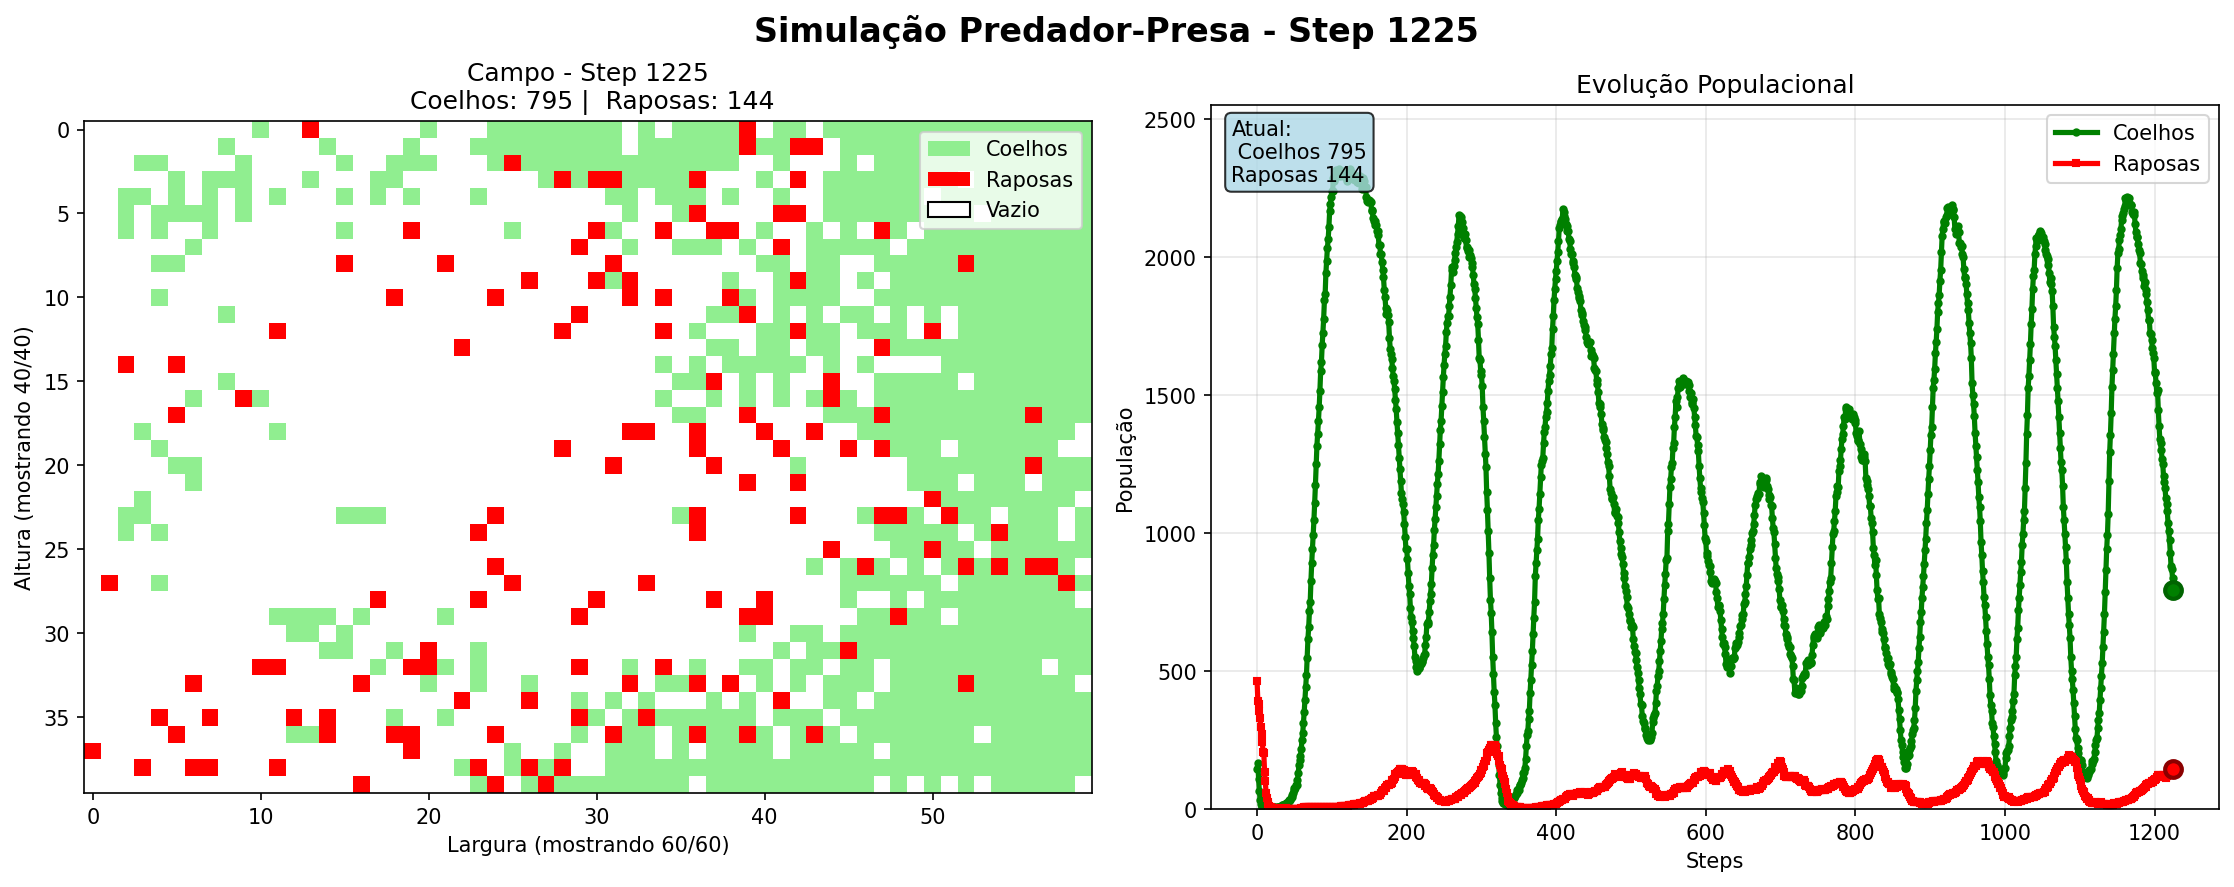 Simulação Predador-Presa - Step 1225
Campo - Step 1225
Coelhos: 795 |  Raposas: 144
Coelhos
Raposas
Vazio
0
5
10
15
20
25
30
35
Altura (mostrando 40/40)
0
10
20
30
40
50
Largura (mostrando 60/60)
Evolução Populacional
Atual:
Coelhos 795
Raposas 144
Coelhos
Raposas
2500
2000
1500
1000
500
0
População
0
200
400
600
800
1000
1200
Steps